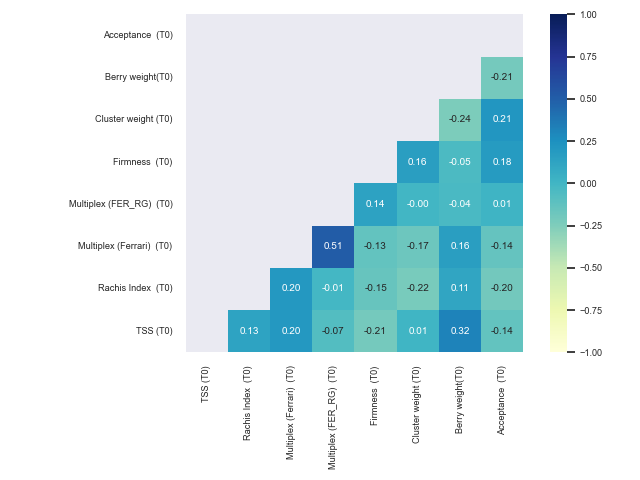 Acceptance (T0)
Berry weight(T0) -0.21
Cluster weight (T0) -0.24 0.21
Firmness (T0) 0.16 -0.05 0.18
Multiplex (FER_RG) (T0) 0.14 -0.00 -0.04 0.01
Multiplex (Ferrari) (T0) 0.51 -0.13 -0.17 0.16 -0.14
Rachis Index (T0) 0.20 -0.01 -0.15 -0.22 0.11 -0.20
TSS (T0) 0.13 0.20 -0.07 -0.21 0.01 0.32 -0.14
TSS (T0)
Rachis Index (T0)
Multiplex (Ferrari) (T0)
Multiplex (FER_RG) (T0)
Firmness (T0)
Cluster weight (T0)
Berry weight(T0)
Acceptance (T0)
1.00
0.75
0.50
0.25
0.00
−0.25
−0.50
−0.75
−1.00